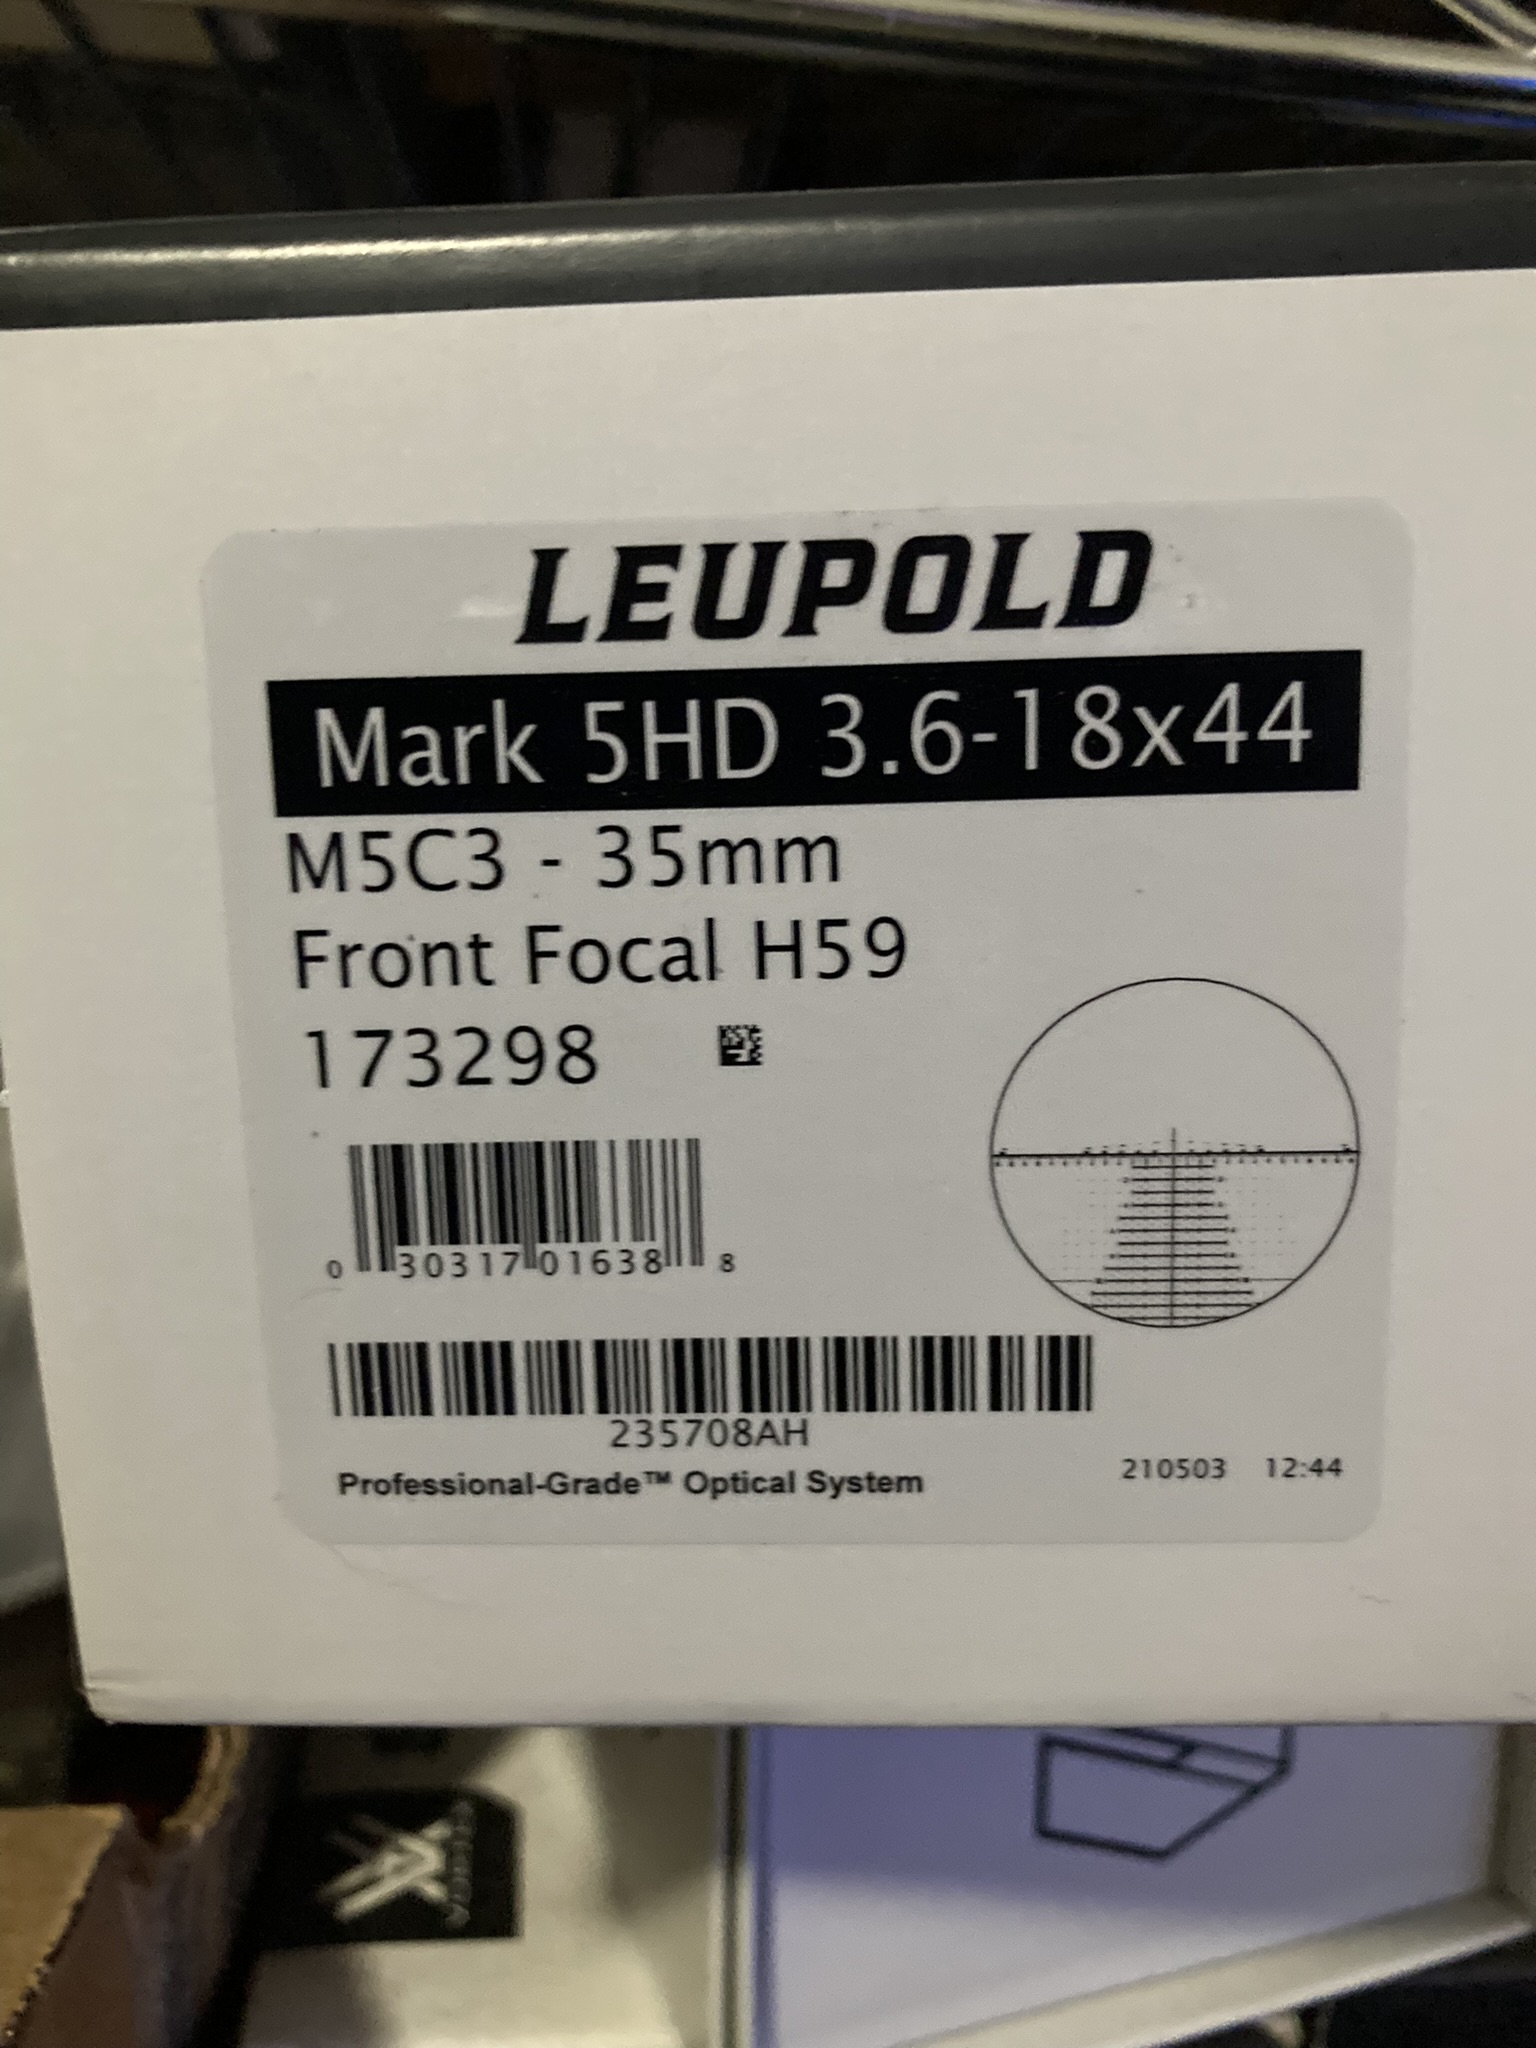 LEUPOLD
Mark 5HD 3.6-18x44
M5C3 - 35mm
Front Focal H59
173298
0 30317 01638 8
235708AH
Professional-Grade™ Optical System
210503 12:44